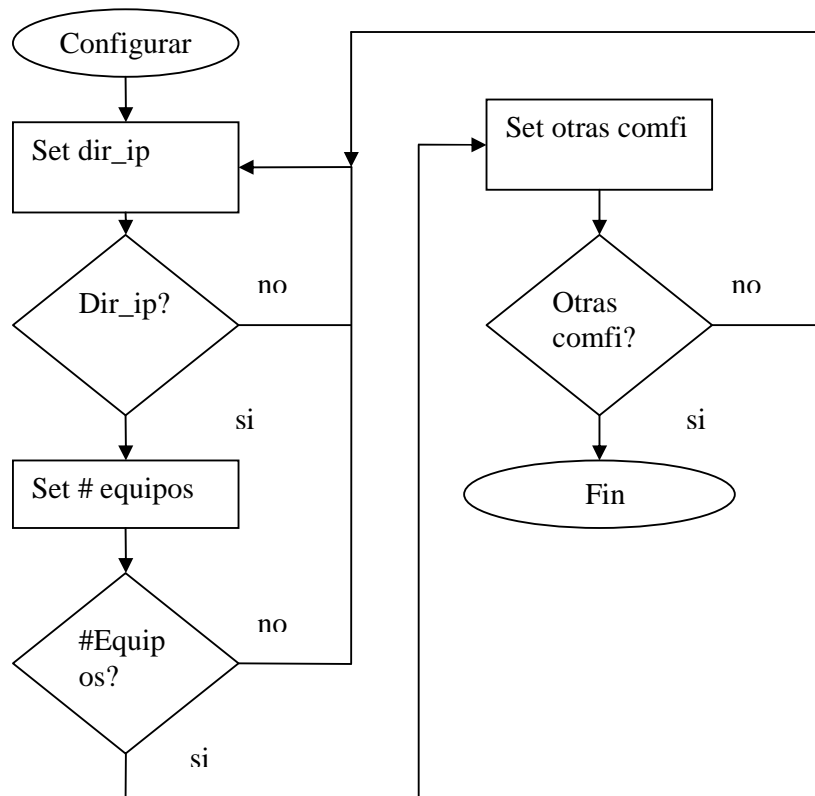 Configurar
Set dir_ip
Dir_ip?
no
si
Set # equipos
#Equip
os?
no
si
Set otras comfi
Otras
comfi?
no
si
Fin